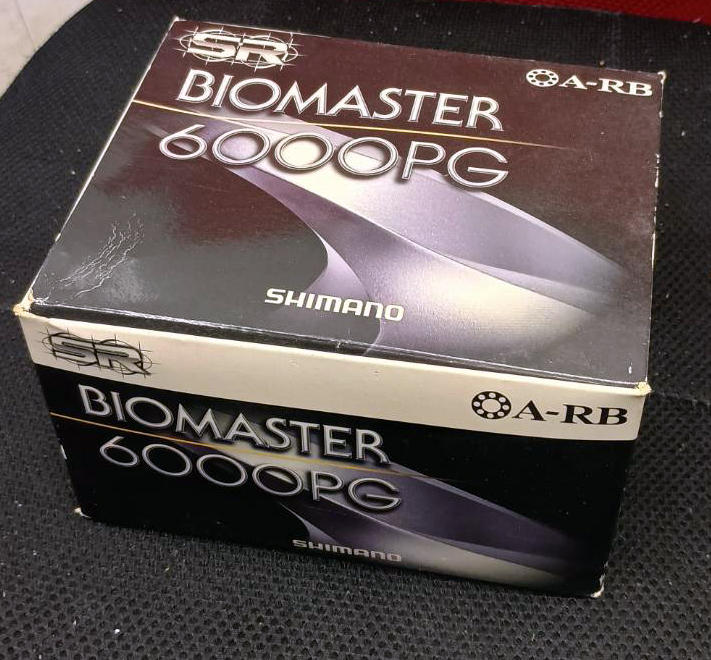 SR
A-RB
BIOMASTER
6000PG
SHIMANO
SR
A-RB
BIOMASTER
6000PG
SHIMANO